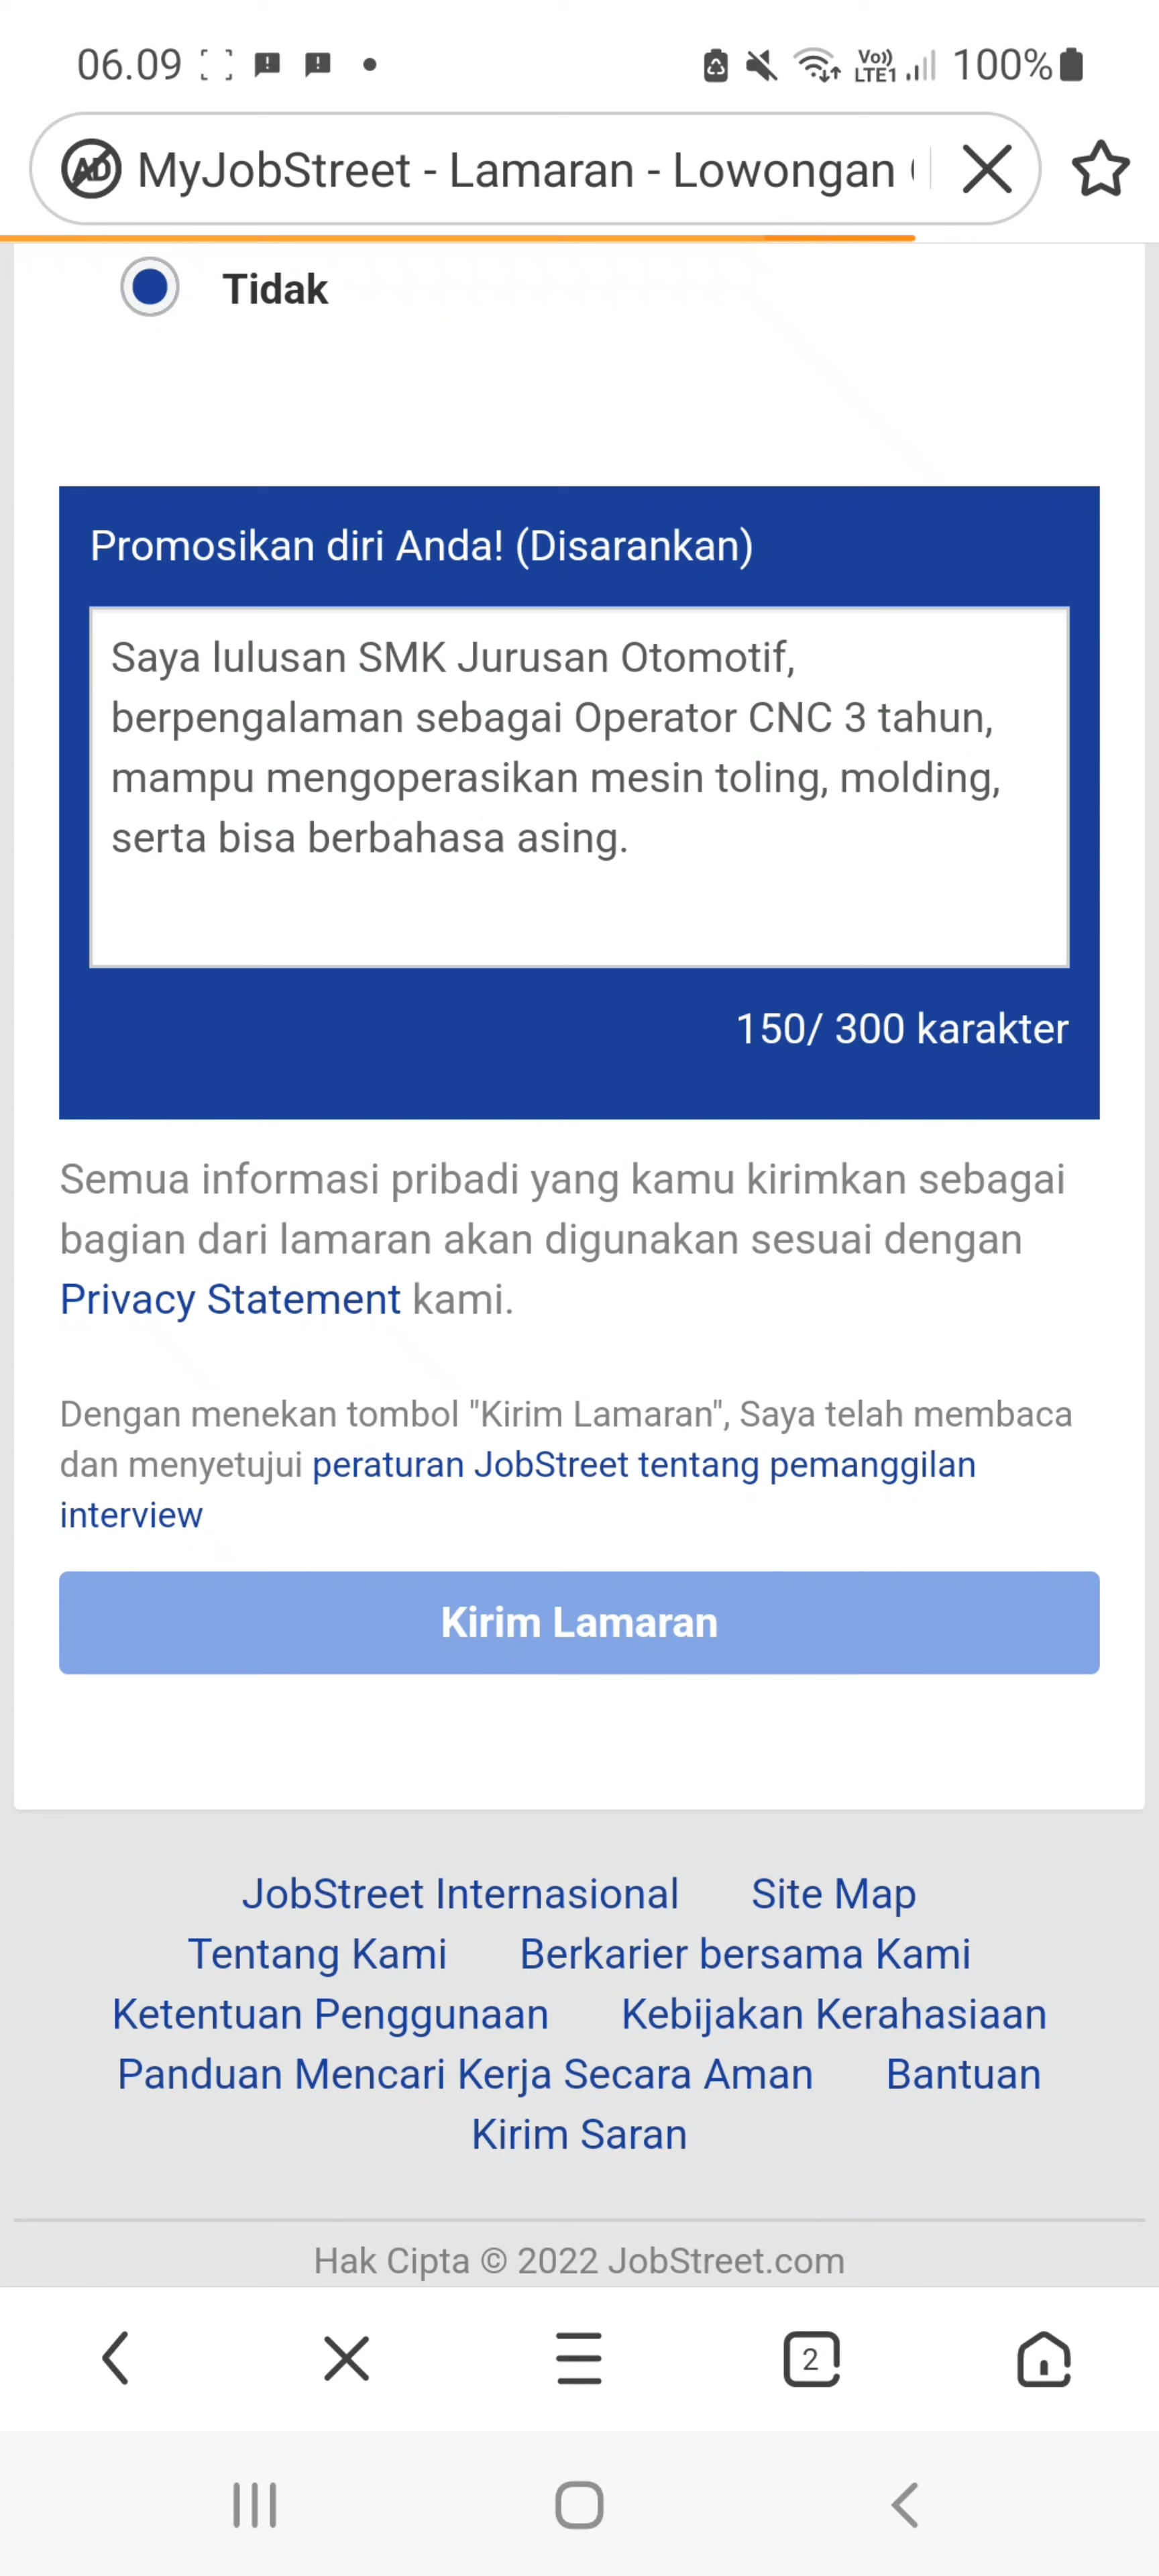 06.09 Vo)) LTE1 100%
MyJobStreet - Lamaran - Lowongan
Tidak
Promosikan diri Anda! (Disarankan)
Saya lulusan SMK Jurusan Otomotif,
berpengalaman sebagai Operator CNC 3 tahun,
mampu mengoperasikan mesin toling, molding,
serta bisa berbahasa asing.
150/ 300 karakter
Semua informasi pribadi yang kamu kirimkan sebagai
bagian dari lamaran akan digunakan sesuai dengan
Privacy Statement kami.
Dengan menekan tombol "Kirim Lamaran", Saya telah membaca
dan menyetujui peraturan JobStreet tentang pemanggilan
interview
Kirim Lamaran
JobStreet Internasional Site Map
Tentang Kami Berkarier bersama Kami
Ketentuan Penggunaan Kebijakan Kerahasiaan
Panduan Mencari Kerja Secara Aman Bantuan
Kirim Saran
Hak Cipta © 2022 JobStreet.com
2